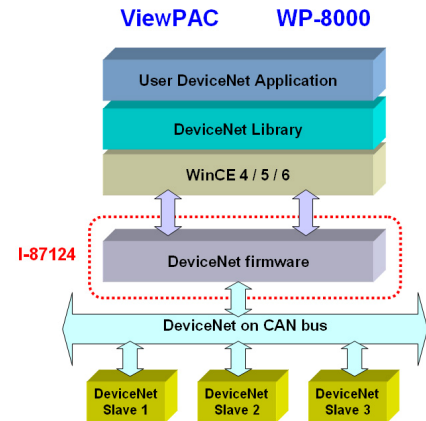 ViewPAC WP-8000
User DeviceNet Application
DeviceNet Library
WinCE 4 / 5 / 6
I-87124
DeviceNet firmware
DeviceNet on CAN bus
DeviceNet
Slave 1
DeviceNet
Slave 2
DeviceNet
Slave 3